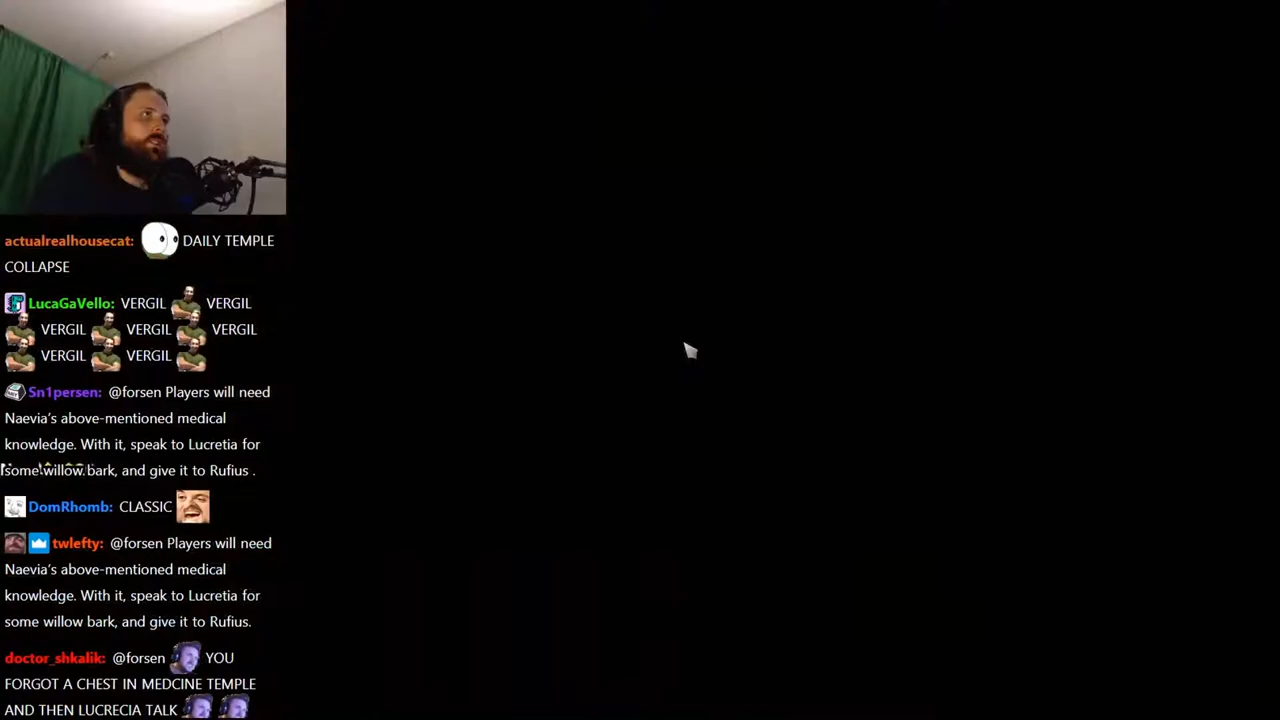 actualrealhousecat: DAILY TEMPLE
COLLAPSE
LucaGaVello: VERGIL VERGIL
VERGIL VERGIL VERGIL
VERGIL VERGIL
Sn1persen: @forsen Players will need
Naevia’s above-mentioned medical
knowledge. With it, speak to Lucretia for
some willow bark, and give it to Rufius .
DomRhomb: CLASSIC
twlefty: @forsen Players will need
Naevia’s above-mentioned medical
knowledge. With it, speak to Lucretia for
some willow bark, and give it to Rufius.
doctor_shkalik: @forsen YOU
FORGOT A CHEST IN MEDCINE TEMPLE
AND THEN LUCRECIA TALK